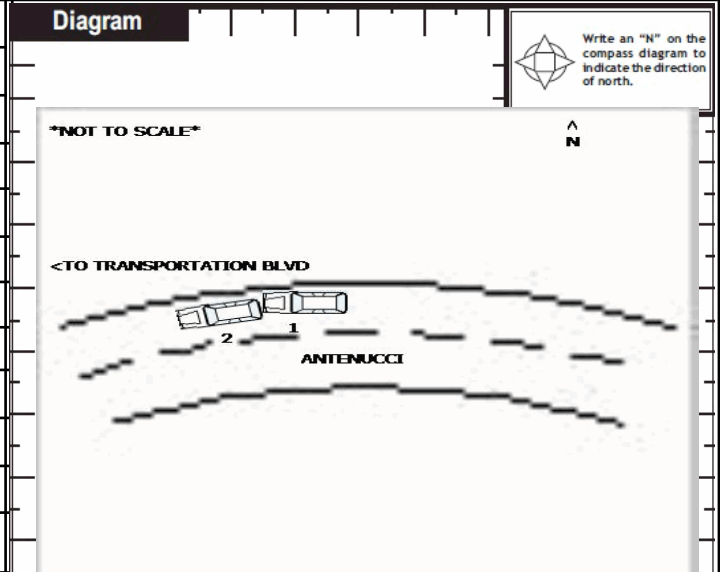 Diagram
Write an "N" on the
compass diagram to
indicate the direction
of north.
*NOT TO SCALE*
^
N
<TO TRANSPORTATION BLVD
1
2
ANTENUCCI